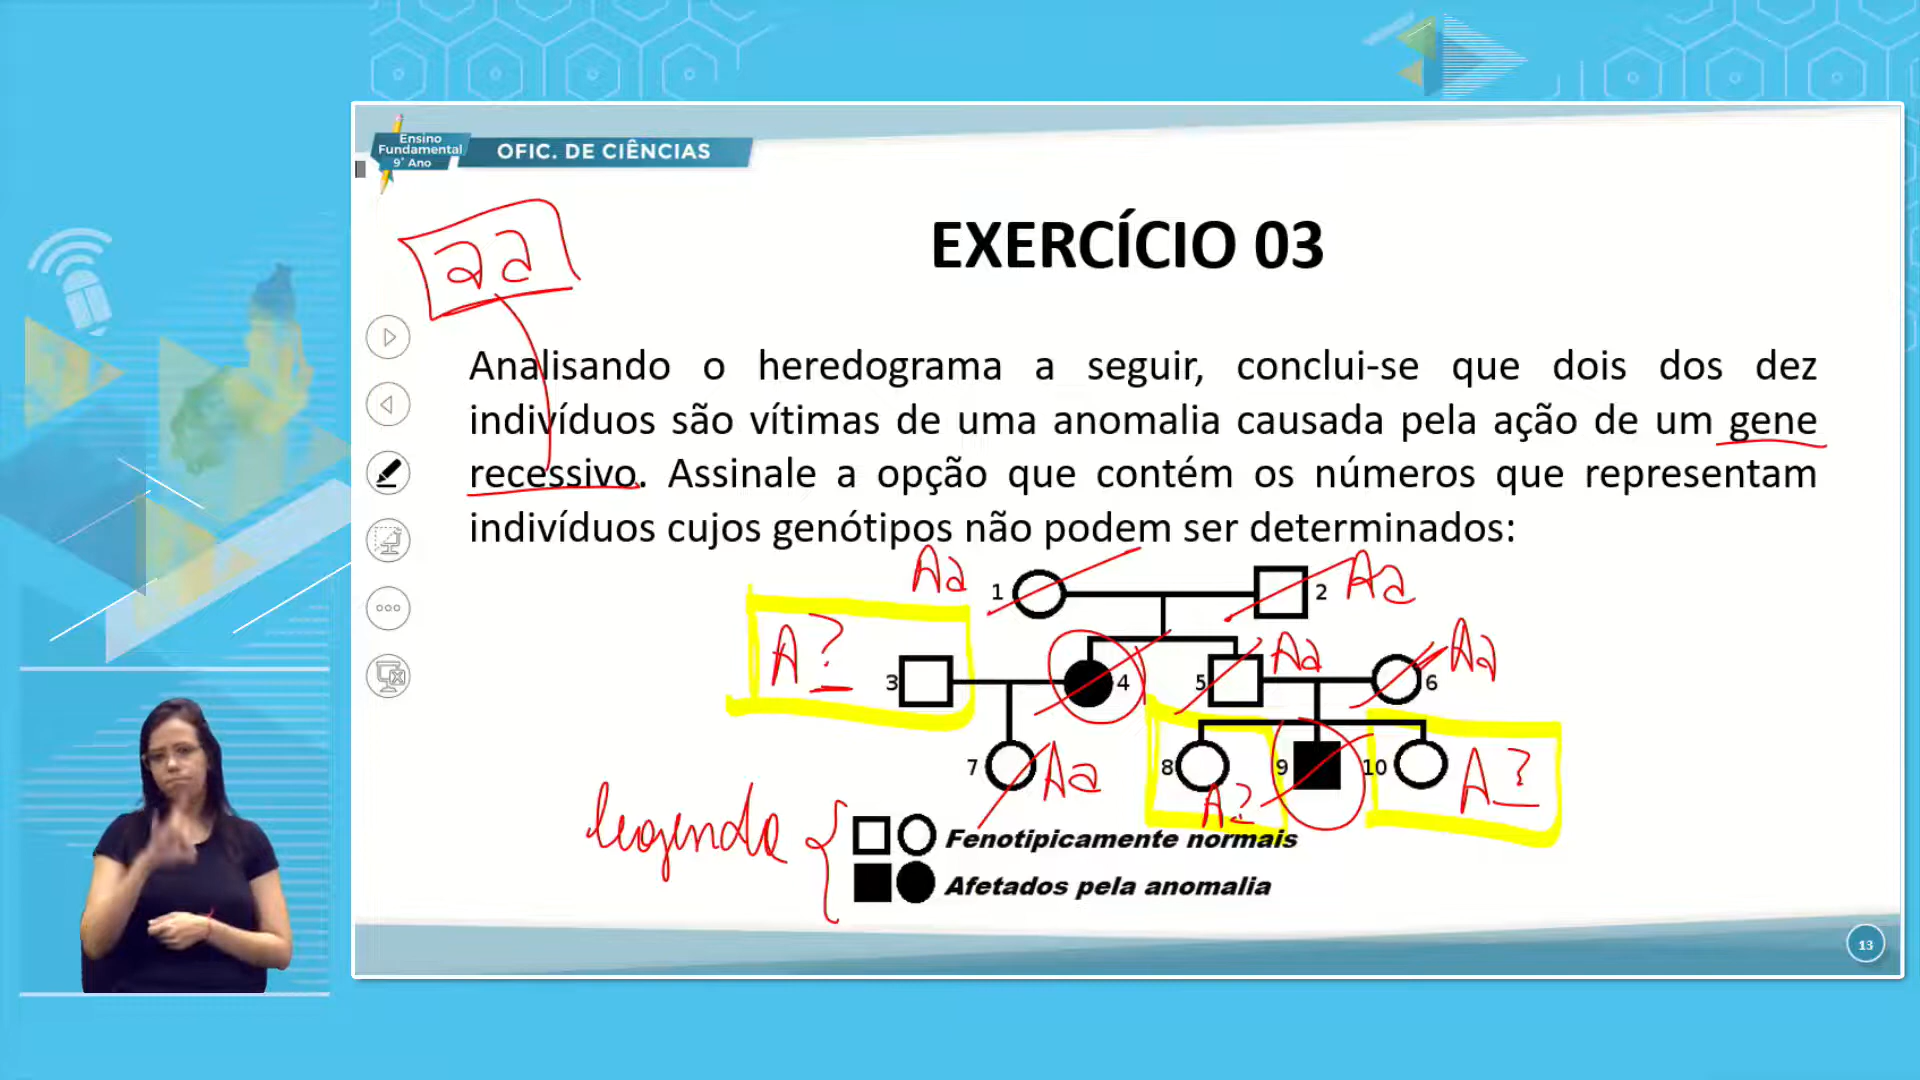 Ensino
Fundamental
9° Ano
OFIC. DE CIÊNCIAS
aa
EXERCÍCIO 03
Analisando o heredograma a seguir, conclui-se que dois dos dez
indivíduos são vítimas de uma anomalia causada pela ação de um gene
recessivo. Assinale a opção que contém os números que representam
indivíduos cujos genótipos não podem ser determinados:
Aa 1 2 Aa
A? 3 4 5 Aa 6 Aa
7 Aa 8 A? 9 10 A?
legenda
Fenotipicamente normais
Afetados pela anomalia
13